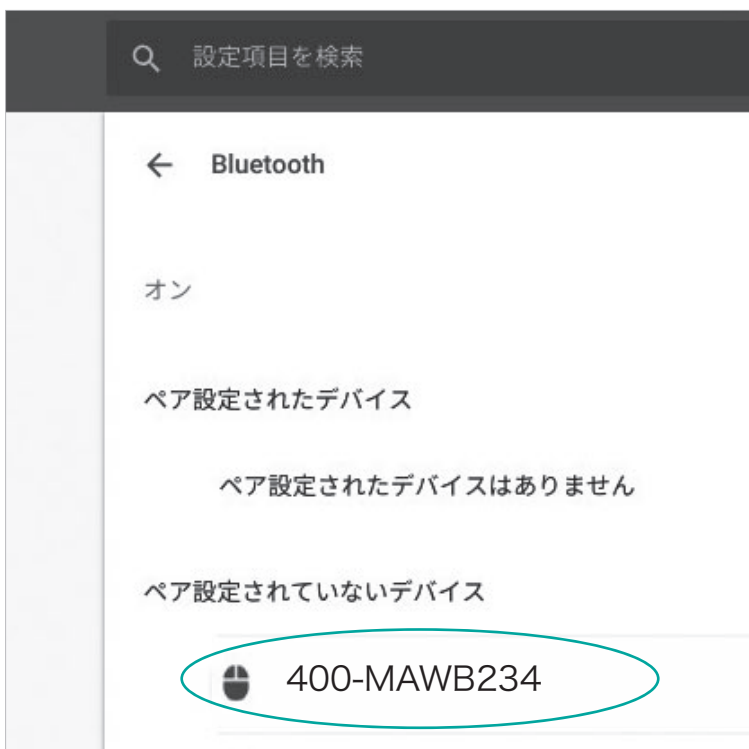 設定項目を検索
Bluetooth
オン
ペア設定されたデバイス
ペア設定されたデバイスはありません
ペア設定されていないデバイス
400-MAWB234